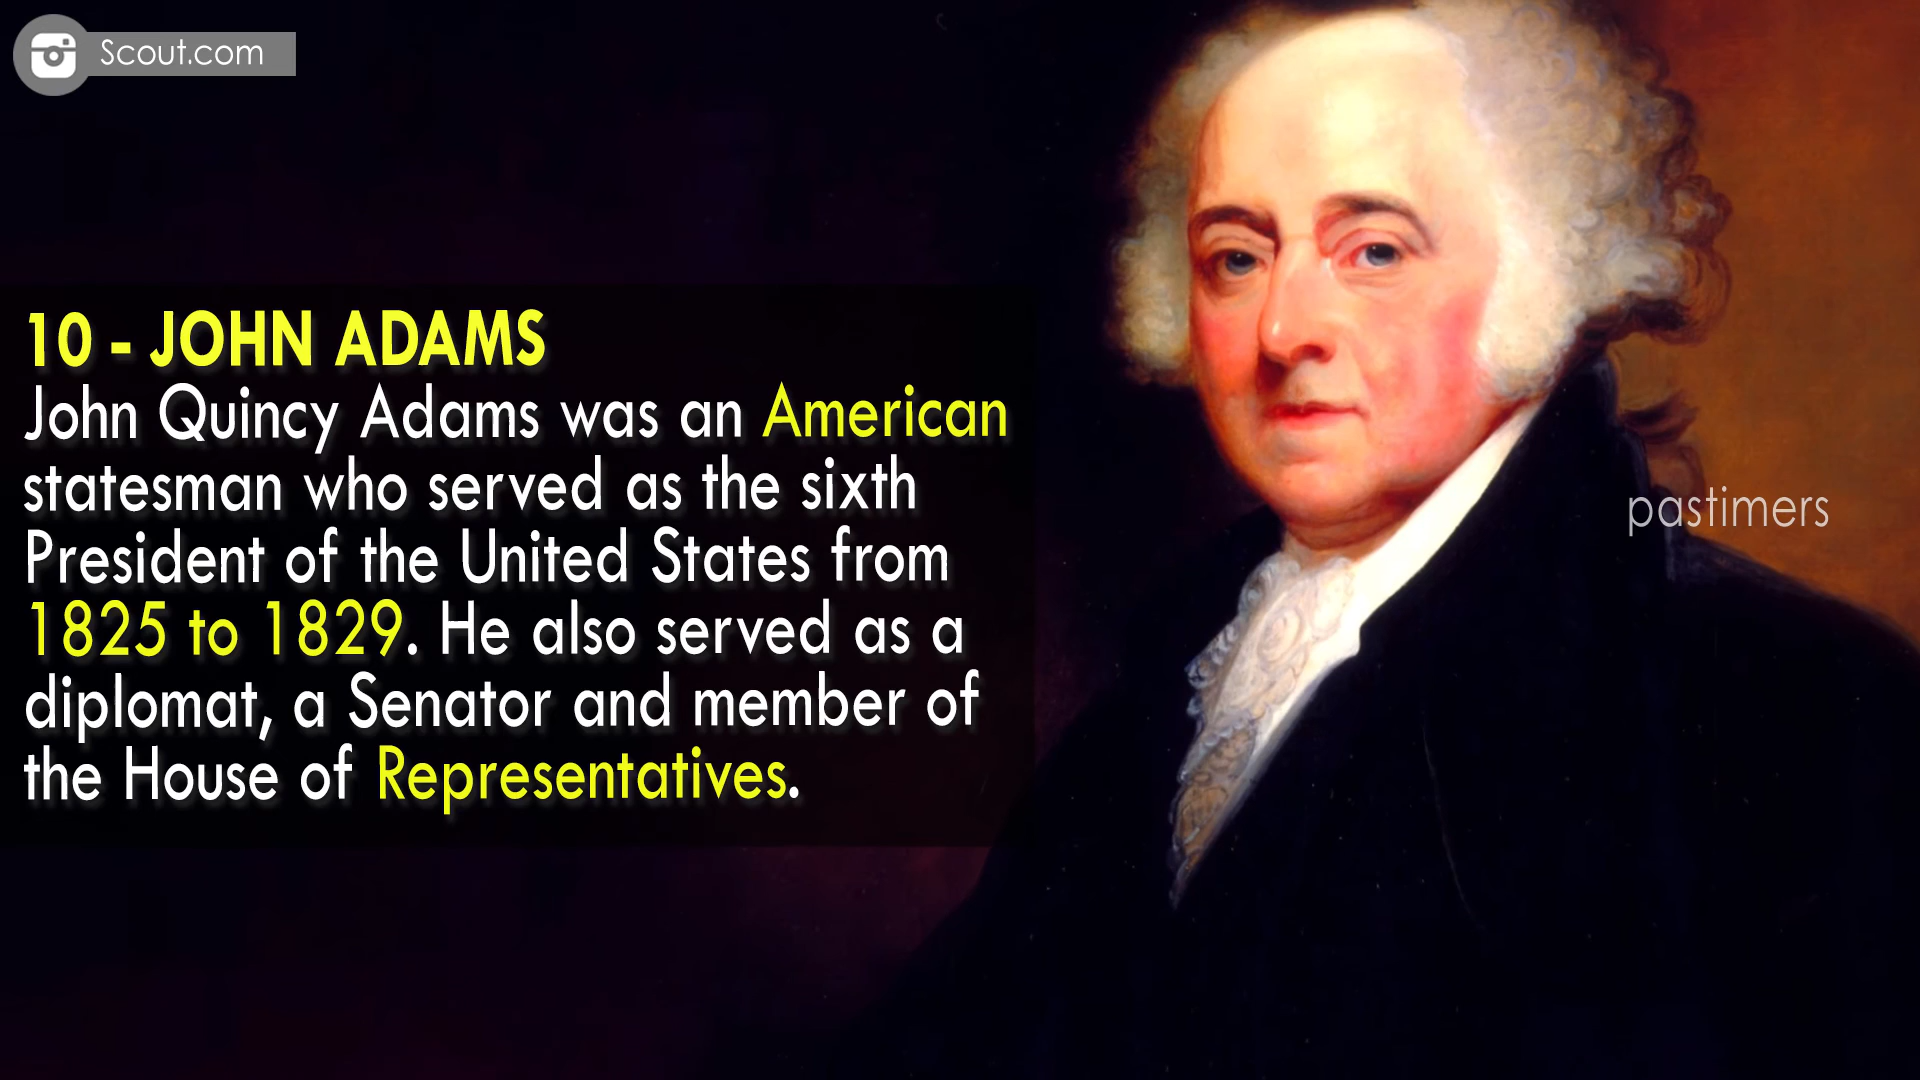 Scout.com
10 - JOHN ADAMS
John Quincy Adams was an American
statesman who served as the sixth
President of the United States from
1825 to 1829. He also served as a
diplomat, a Senator and member of
the House of Representatives.
pastimers